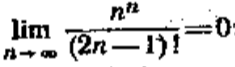 lim n→∞ n^n / (2n − 1)! = 0